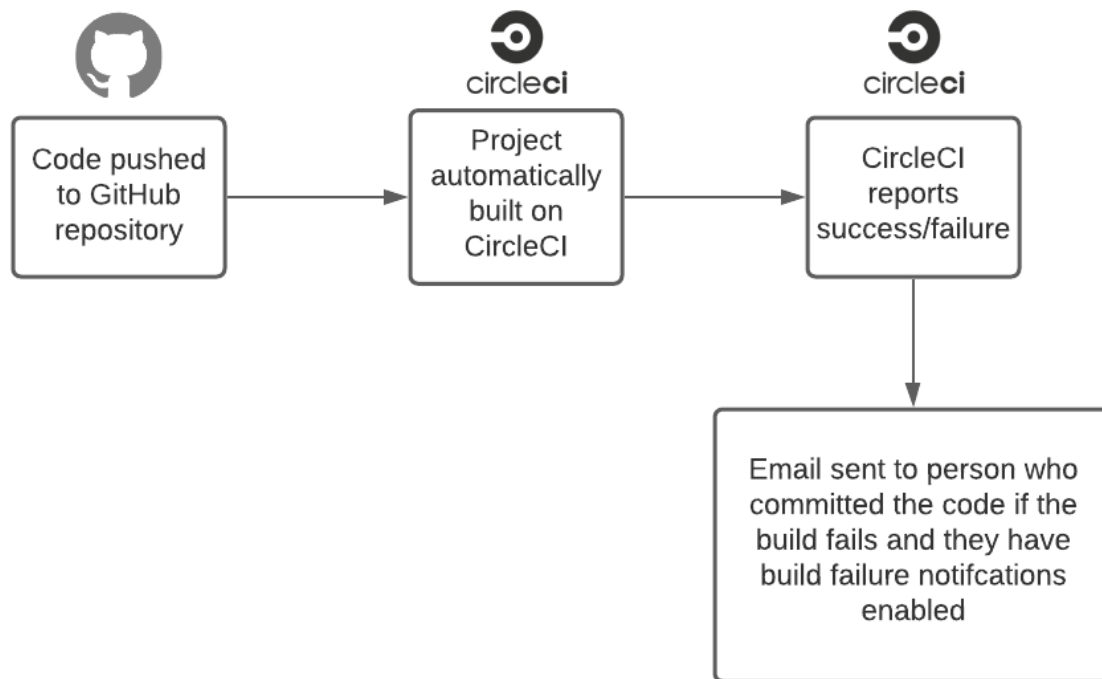 circleci
circleci
Code pushed
to GitHub
repository
Project
automatically
built on
CircleCI
CircleCI
reports
success/failure
Email sent to person who
committed the code if the
build fails and they have
build failure notifcations
enabled